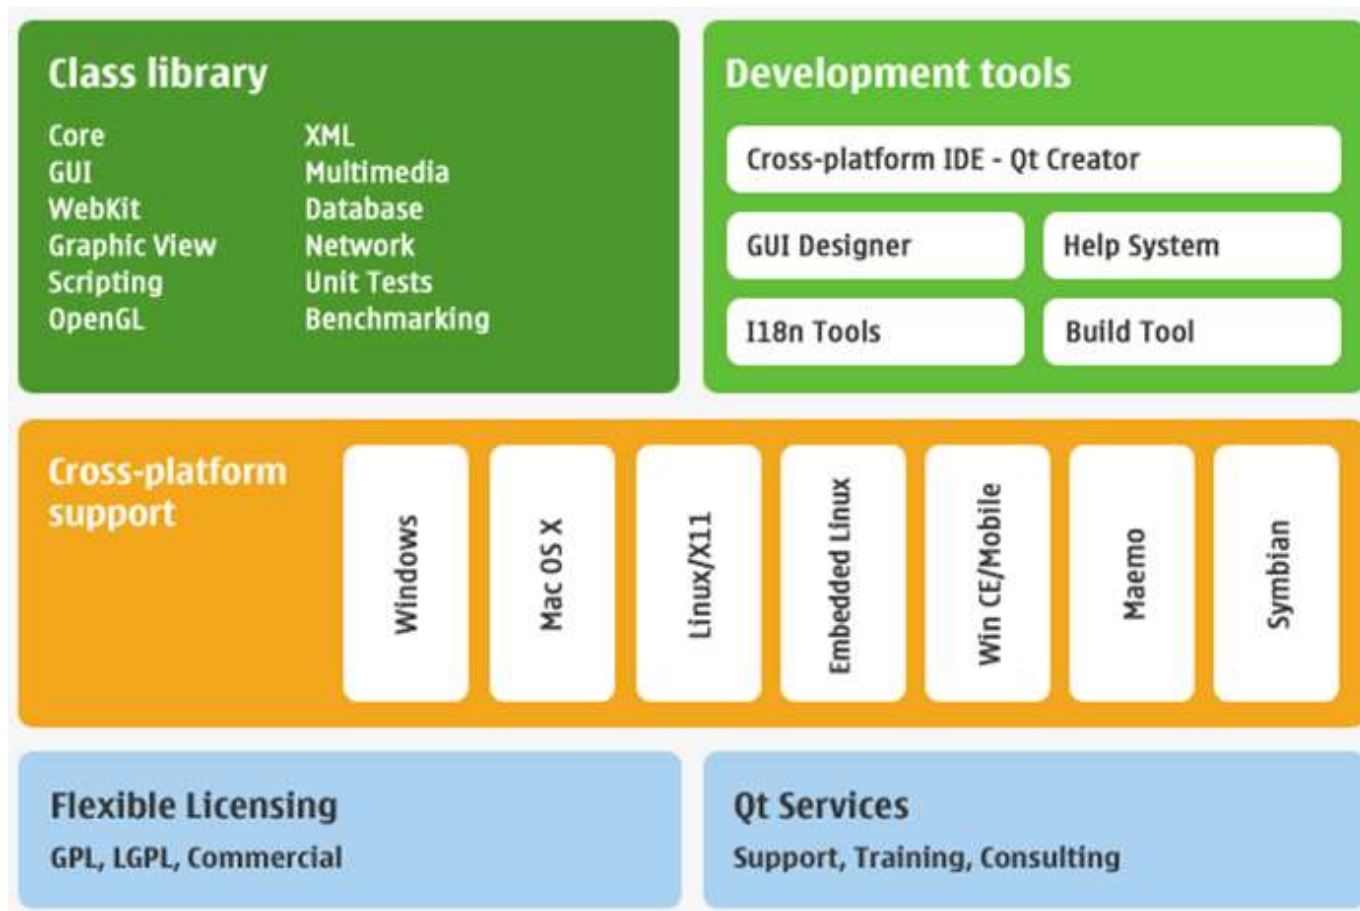 Class library
Core
GUI
WebKit
Graphic View
Scripting
OpenGL
XML
Multimedia
Database
Network
Unit Tests
Benchmarking
Development tools
Cross-platform IDE - Qt Creator
GUI Designer
Help System
I18n Tools
Build Tool
Cross-platform
support
Windows
Mac OS X
Linux/X11
Embedded Linux
Win CE/Mobile
Maemo
Symbian
Flexible Licensing
GPL, LGPL, Commercial
Qt Services
Support, Training, Consulting